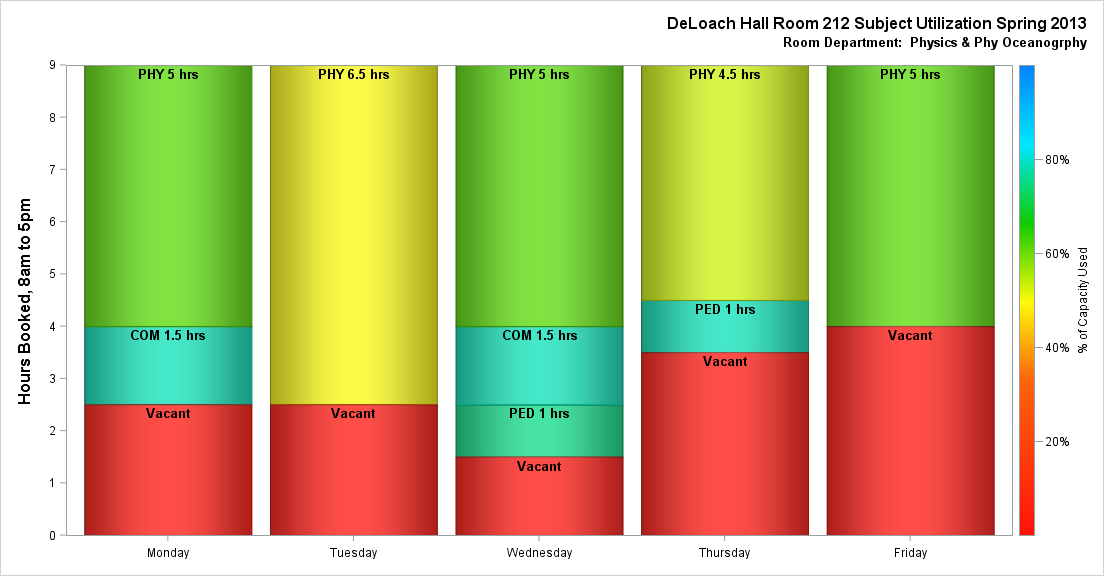 DeLoach Hall Room 212 Subject Utilization Spring 2013
Room Department:  Physics & Phy Oceanogrphy
Hours Booked, 8am to 5pm
9
8
7
6
5
4
3
2
1
0
PHY 5 hrs
COM 1.5 hrs
Vacant
PHY 6.5 hrs
Vacant
PHY 5 hrs
COM 1.5 hrs
PED 1 hrs
Vacant
PHY 4.5 hrs
PED 1 hrs
Vacant
PHY 5 hrs
Vacant
Monday
Tuesday
Wednesday
Thursday
Friday
80%
60%
40%
20%
% of Capacity Used